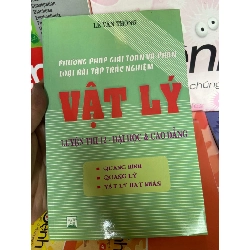 LÊ VĂN THÔNG
PHƯƠNG PHÁP GIẢI TOÁN VÀ PHÂN
LOẠI BÀI TẬP TRẮC NGHIỆM
VẬT LÝ
LUYỆN THI 12 - ĐẠI HỌC & CAO ĐẲNG
QUANG HÌNH
QUANG LÝ
VẬT LÝ HẠT NHÂN